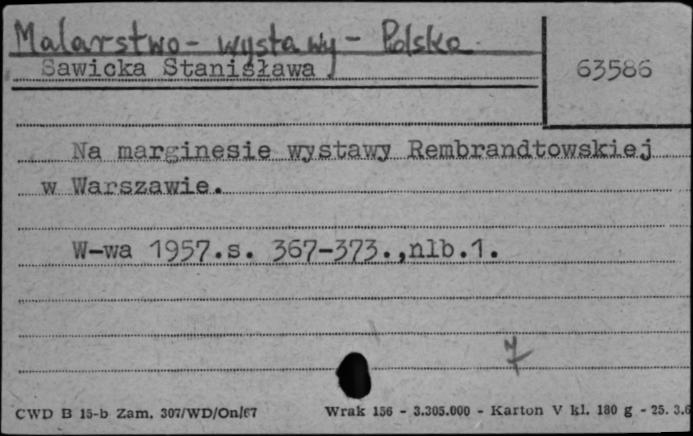 Malarstwo - wystawy - Polska
Sawicka Stanisława
63586
Na marginesie wystawy Rembrandtowskiej
w Warszawie.
W-wa 1957.s. 367-373.,nlb.1.
7
CWD B 15-b Zam. 307/WD/On/67
Wrak 156 - 3.305.000 - Karton V kl. 180 g - 25. 3.6